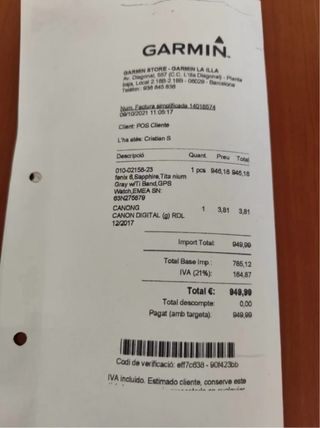 GARMIN
GARMIN STORE - GARMIN LA ILLA
Av. Diagonal, 557 (C.C. L'illa Diagonal) - Planta
baja, Local 2.18B-2.19B - 08029 - Barcelona
Telèfon: 936 845 838
Num. Factura simplificada 14018574
09/10/2021 11:05:17
Client: POS Cliente
L'ha atès: Cristian S
Descripció Quant. Preu Total
010-02158-23 1 pcs 946,18 946,18
fenix 6,Sapphire,Tita nium
Gray w/Ti Band,GPS
Watch,EMEA SN:
63N275679
CANONG 1 3,81 3,81
CANON DIGITAL (g) RDL
12/2017
Import Total: 949,99
Total Base Imp.: 785,12
IVA (21%): 164,87
Total €: 949,99
Total descompte: 0,00
Pagat (amb targeta): 949,99
Codi de verificació: eff7c638 - 90f423bb
IVA incluido. Estimado cliente, conserve este